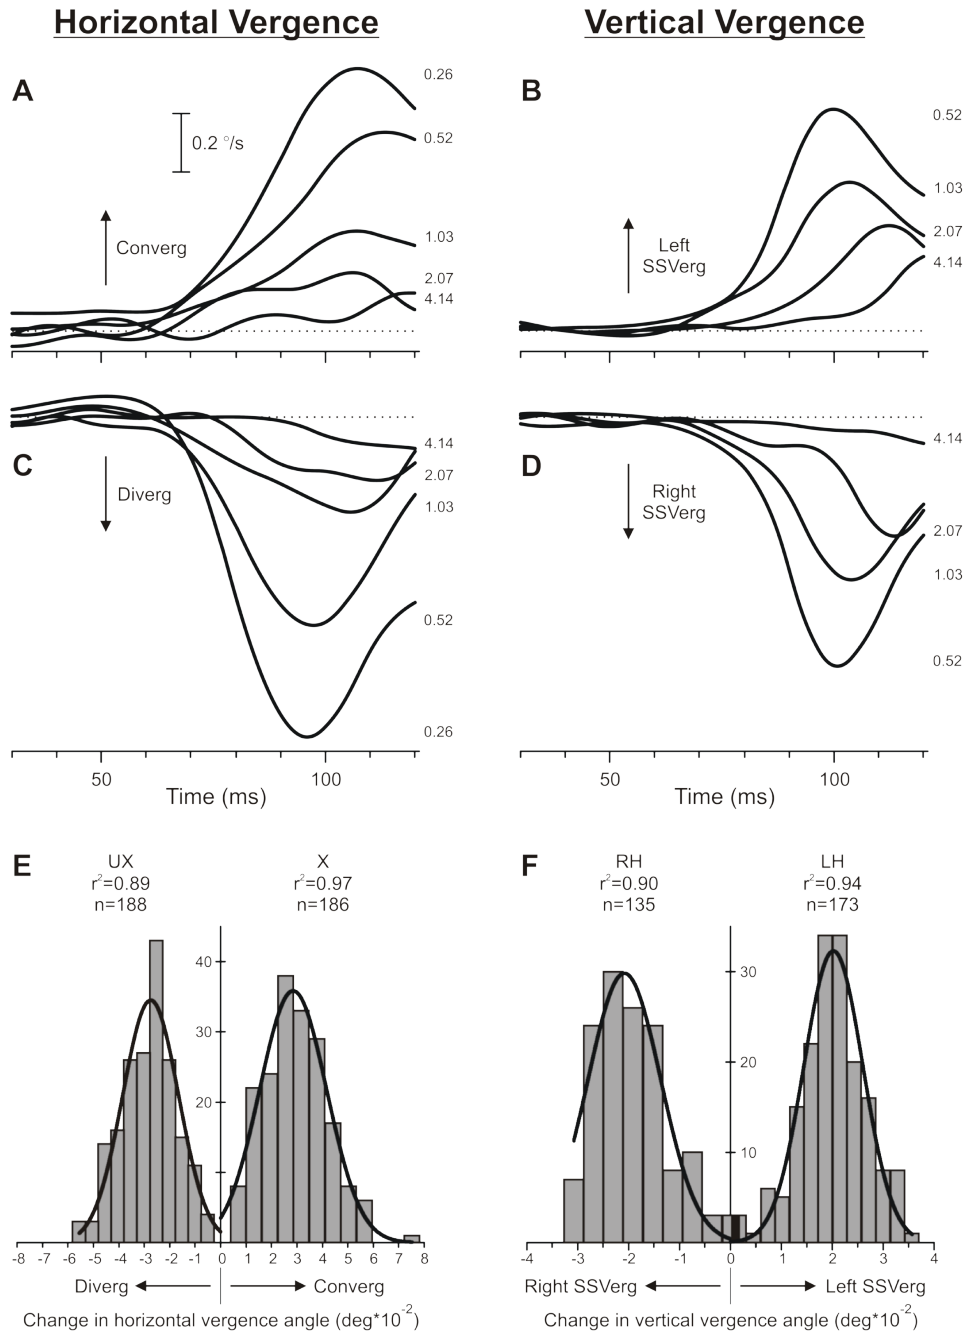 Horizontal Vergence
Vertical Vergence
A
0.26
0.52
0.2 °/s
Converg
1.03
2.07
4.14
B
0.52
1.03
2.07
4.14
Left
SSVerg
C
4.14
2.07
1.03
Diverg
0.52
0.26
50 100
Time (ms)
D
4.14
Right
SSVerg
2.07
1.03
0.52
50 100
Time (ms)
E
UX
r²=0.89
n=188
X
r²=0.97
n=186
40
30
20
-8 -7 -6 -5 -4 -3 -2 -1 0 1 2 3 4 5 6 7 8
Diverg Converg
Change in horizontal vergence angle (deg*10⁻²)
F
RH
r²=0.90
n=135
LH
r²=0.94
n=173
30
20
10
-4 -3 -2 -1 0 1 2 3 4
Right SSVerg Left SSVerg
Change in vertical vergence angle (deg*10⁻²)